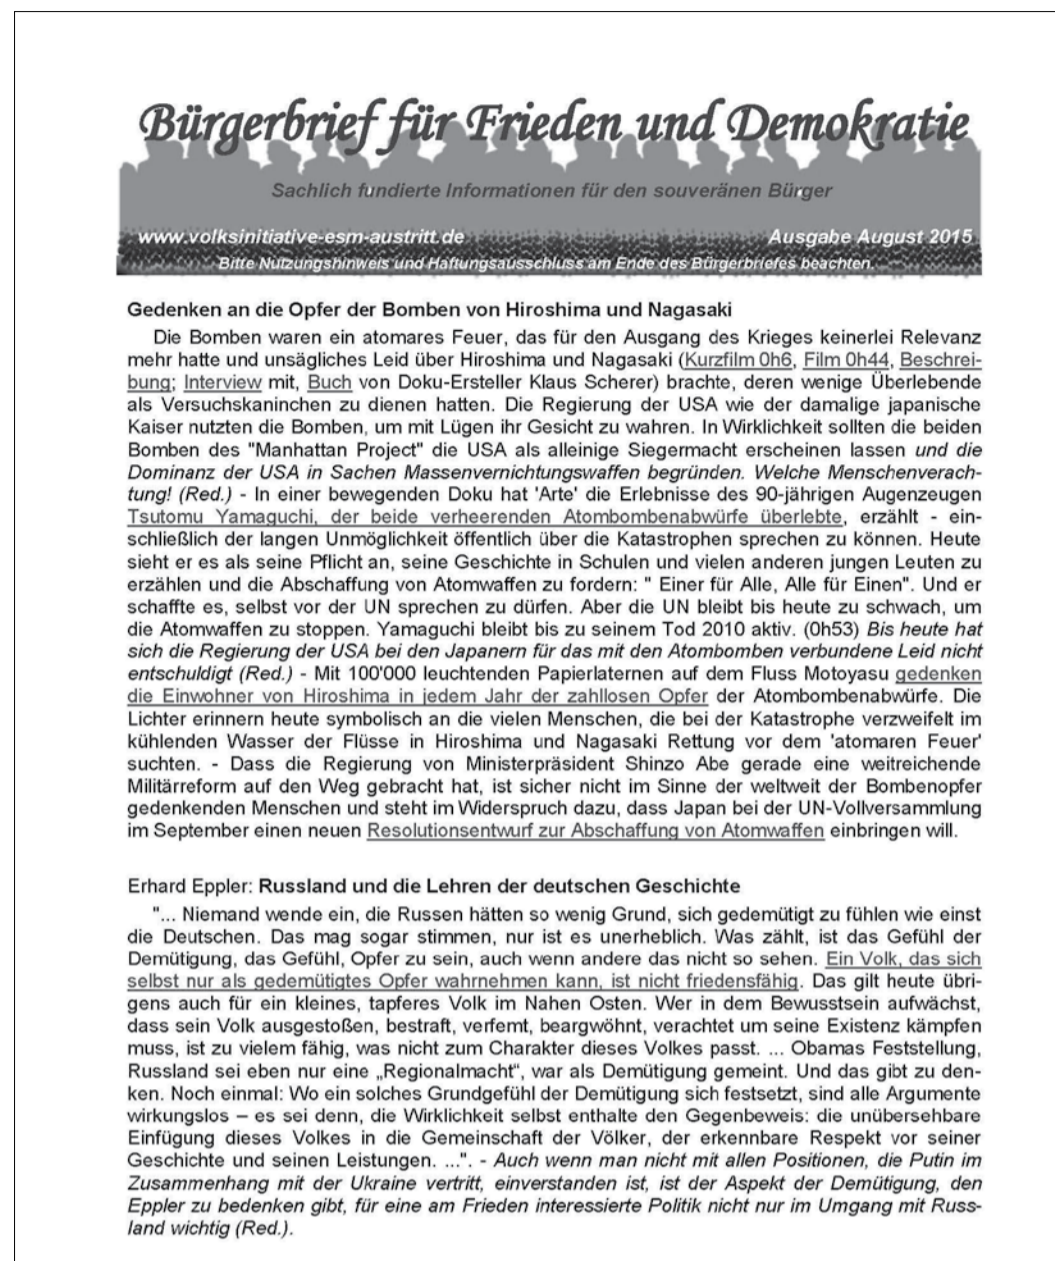 Bürgerbrief für Frieden und Demokratie
Sachlich fundierte Informationen für den souveränen Bürger
www.volksinitiative-esm-austritt.de Ausgabe August 2015
Bitte Nutzungshinweis und Haftungsausschluss am Ende des Bürgerbriefes beachten.
Gedenken an die Opfer der Bomben von Hiroshima und Nagasaki
Die Bomben waren ein atomares Feuer, das für den Ausgang des Krieges keinerlei Relevanz
mehr hatte und unsägliches Leid über Hiroshima und Nagasaki (Kurzfilm 0h6, Film 0h44, Beschrei-
bung; Interview mit, Buch von Doku-Ersteller Klaus Scherer) brachte, deren wenige Überlebende
als Versuchskaninchen zu dienen hatten. Die Regierung der USA wie der damalige japanische
Kaiser nutzten die Bomben, um mit Lügen ihr Gesicht zu wahren. In Wirklichkeit sollten die beiden
Bomben des "Manhattan Project" die USA als alleinige Siegermacht erscheinen lassen und die
Dominanz der USA in Sachen Massenvernichtungswaffen begründen. Welche Menschenverach-
tung! (Red.) - In einer bewegenden Doku hat 'Arte' die Erlebnisse des 90-jährigen Augenzeugen
Tsutomu Yamaguchi, der beide verheerenden Atombombenabwürfe überlebte, erzählt - ein-
schließlich der langen Unmöglichkeit öffentlich über die Katastrophen sprechen zu können. Heute
sieht er es als seine Pflicht an, seine Geschichte in Schulen und vielen anderen jungen Leuten zu
erzählen und die Abschaffung von Atomwaffen zu fordern: " Einer für Alle, Alle für Einen". Und er
schaffte es, selbst vor der UN sprechen zu dürfen. Aber die UN bleibt bis heute zu schwach, um
die Atomwaffen zu stoppen. Yamaguchi bleibt bis zu seinem Tod 2010 aktiv. (0h53) Bis heute hat
sich die Regierung der USA bei den Japanern für das mit den Atombomben verbundene Leid nicht
entschuldigt (Red.) - Mit 100'000 leuchtenden Papierlaternen auf dem Fluss Motoyasu gedenken
die Einwohner von Hiroshima in jedem Jahr der zahllosen Opfer der Atombombenabwürfe. Die
Lichter erinnern heute symbolisch an die vielen Menschen, die bei der Katastrophe verzweifelt im
kühlenden Wasser der Flüsse in Hiroshima und Nagasaki Rettung vor dem 'atomaren Feuer'
suchten. - Dass die Regierung von Ministerpräsident Shinzo Abe gerade eine weitreichende
Militärreform auf den Weg gebracht hat, ist sicher nicht im Sinne der weltweit der Bombenopfer
gedenkenden Menschen und steht im Widerspruch dazu, dass Japan bei der UN-Vollversammlung
im September einen neuen Resolutionsentwurf zur Abschaffung von Atomwaffen einbringen will.
Erhard Eppler: Russland und die Lehren der deutschen Geschichte
"... Niemand wende ein, die Russen hätten so wenig Grund, sich gedemütigt zu fühlen wie einst
die Deutschen. Das mag sogar stimmen, nur ist es unerheblich. Was zählt, ist das Gefühl der
Demütigung, das Gefühl, Opfer zu sein, auch wenn andere das nicht so sehen. Ein Volk, das sich
selbst nur als gedemütigtes Opfer wahrnehmen kann, ist nicht friedensfähig. Das gilt heute übri-
gens auch für ein kleines, tapferes Volk im Nahen Osten. Wer in dem Bewusstsein aufwächst,
dass sein Volk ausgestoßen, bestraft, verfemt, beargwöhnt, verachtet um seine Existenz kämpfen
muss, ist zu vielem fähig, was nicht zum Charakter dieses Volkes passt. ... Obamas Feststellung,
Russland sei eben nur eine „Regionalmacht“, war als Demütigung gemeint. Und das gibt zu den-
ken. Noch einmal: Wo ein solches Grundgefühl der Demütigung sich festsetzt, sind alle Argumente
wirkungslos – es sei denn, die Wirklichkeit selbst enthalte den Gegenbeweis: die unübersehbare
Einfügung dieses Volkes in die Gemeinschaft der Völker, der erkennbare Respekt vor seiner
Geschichte und seinen Leistungen. ...". - Auch wenn man nicht mit allen Positionen, die Putin im
Zusammenhang mit der Ukraine vertritt, einverstanden ist, ist der Aspekt der Demütigung, den
Eppler zu bedenken gibt, für eine am Frieden interessierte Politik nicht nur im Umgang mit Russ-
land wichtig (Red.).